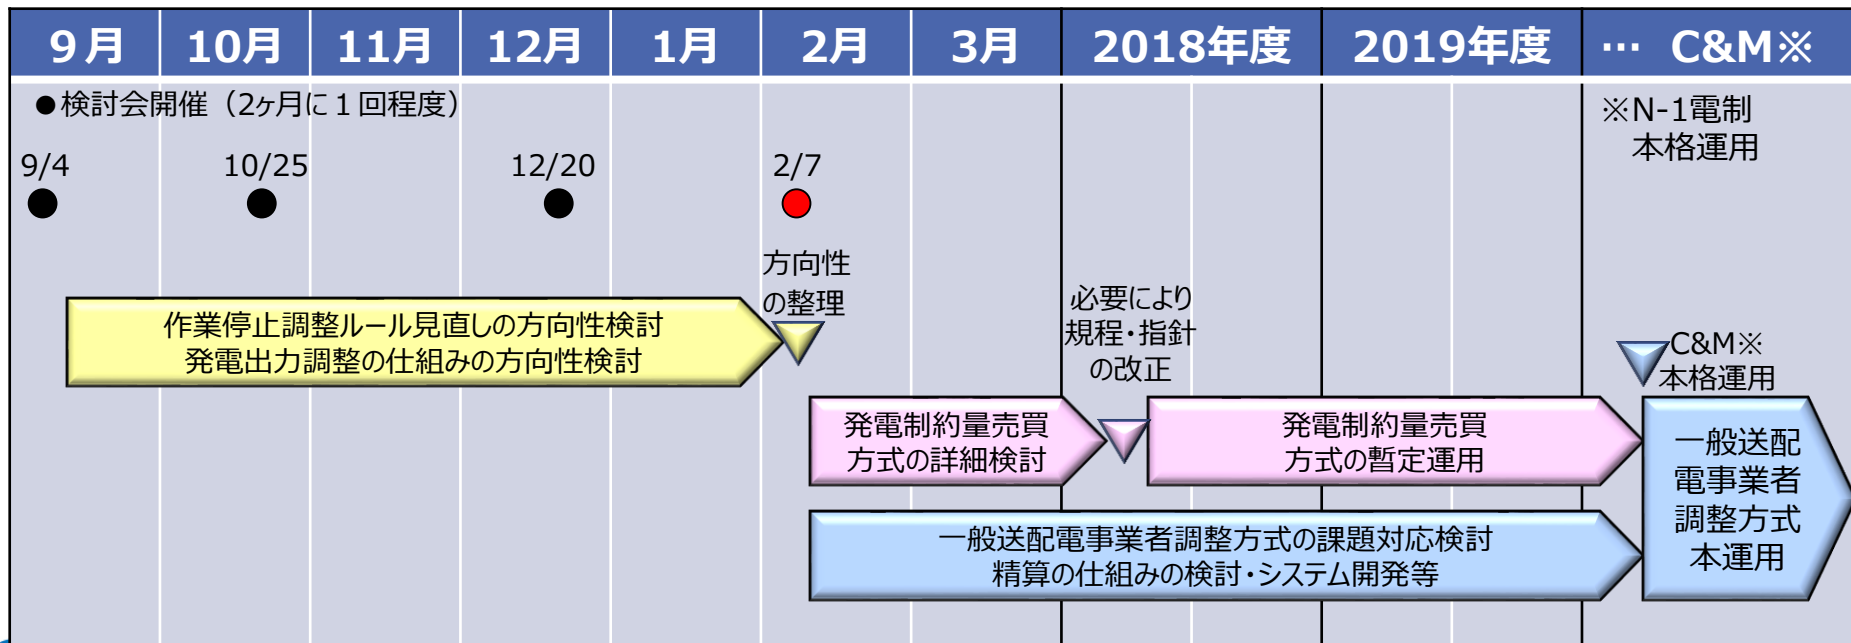 9月
10月
11月
12月
1月
2月
3月
2018年度
2019年度
… C&M※
●検討会開催（2ヶ月に１回程度）
※N-1電制
本格運用
9/4
10/25
12/20
2/7
方向性
の整理
作業停止調整ルール見直しの方向性検討
発電出力調整の仕組みの方向性検討
必要により
規程・指針
の改正
C&M※
本格運用
発電制約量売買
方式の詳細検討
発電制約量売買
方式の暫定運用
一般送配
電事業者
調整方式
本運用
一般送配電事業者調整方式の課題対応検討
精算の仕組みの検討・システム開発等